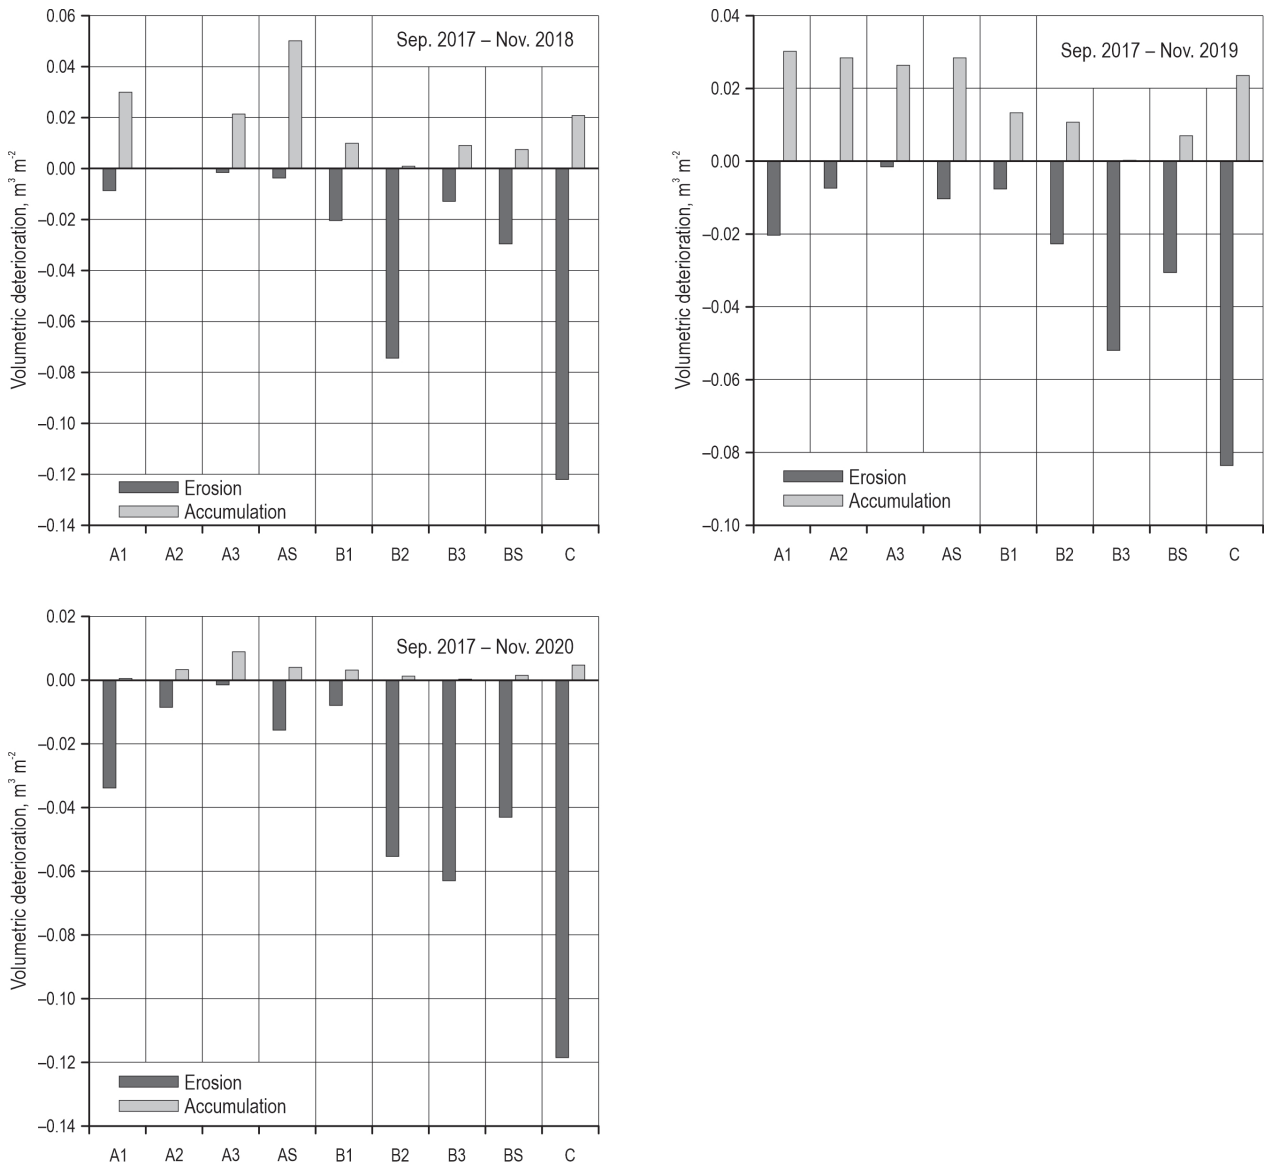 Sep. 2017 – Nov. 2018
Volumetric deterioration, m³ m⁻²
0.06
0.04
0.02
0.00
–0.02
–0.04
–0.06
–0.08
–0.10
–0.12
–0.14
Erosion
Accumulation
A1 A2 A3 AS B1 B2 B3 BS C
Sep. 2017 – Nov. 2019
Volumetric deterioration, m³ m⁻²
0.04
0.02
0.00
–0.02
–0.04
–0.06
–0.08
–0.10
Erosion
Accumulation
A1 A2 A3 AS B1 B2 B3 BS C
Sep. 2017 – Nov. 2020
Volumetric deterioration, m³ m⁻²
0.02
0.00
–0.02
–0.04
–0.06
–0.08
–0.10
–0.12
–0.14
Erosion
Accumulation
A1 A2 A3 AS B1 B2 B3 BS C